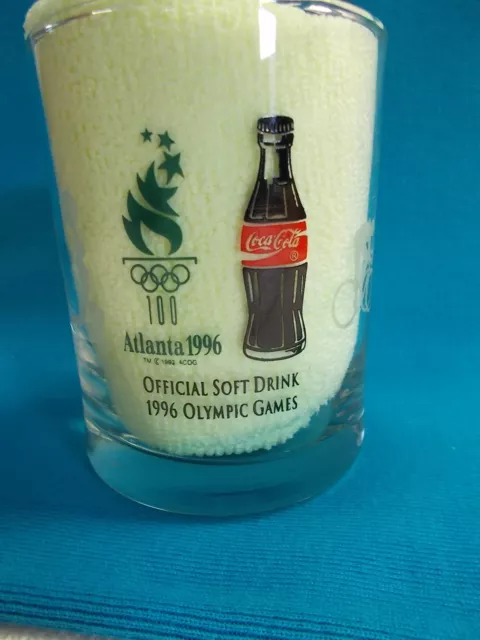 100
Atlanta 1996
TM © 1992 ACOG
Coca-Cola
®
OFFICIAL SOFT DRINK
1996 OLYMPIC GAMES